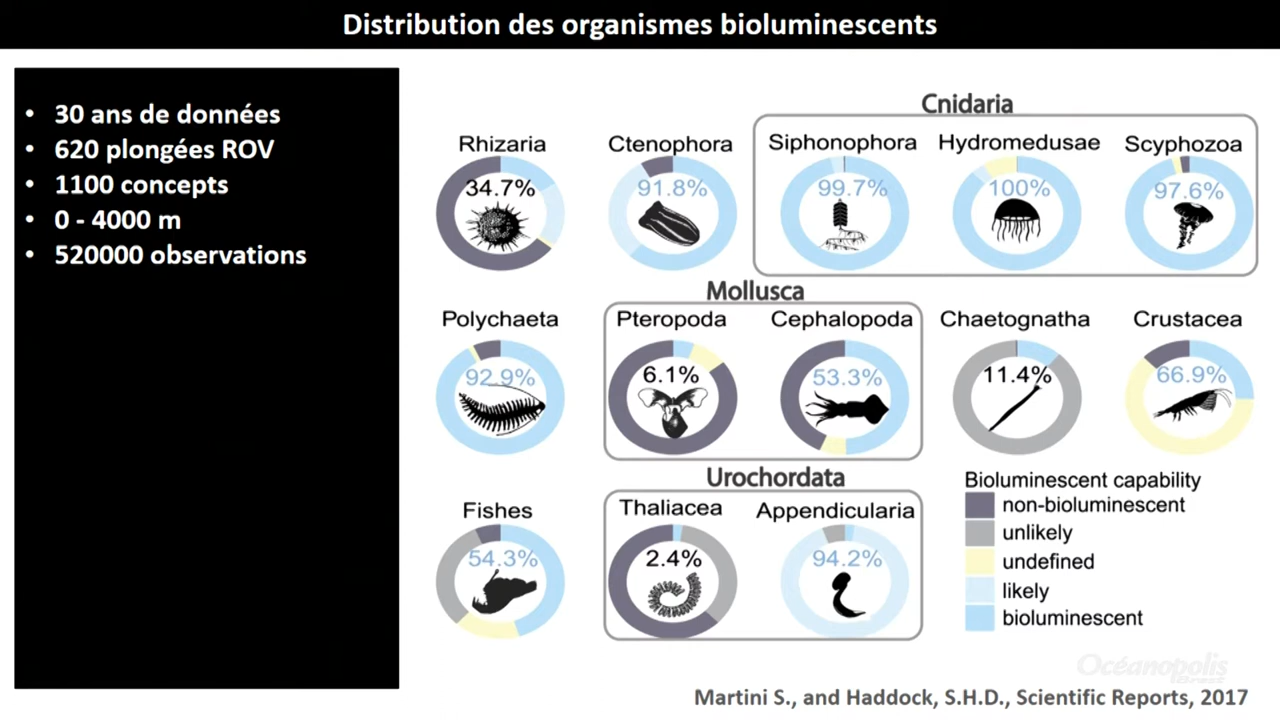 Distribution des organismes bioluminescents
• 30 ans de données
• 620 plongées ROV
• 1100 concepts
• 0 - 4000 m
• 520000 observations
Cnidaria
Rhizaria
34.7%
Ctenophora
91.8%
Siphonophora
99.7%
Hydromedusae
100%
Scyphozoa
97.6%
Mollusca
Polychaeta
92.9%
Pteropoda
6.1%
Cephalopoda
53.3%
Chaetognatha
11.4%
Crustacea
66.9%
Urochordata
Fishes
54.3%
Thaliacea
2.4%
Appendicularia
94.2%
Bioluminescent capability
non-bioluminescent
unlikely
undefined
likely
bioluminescent
Océanopolis
Brest
Martini S., and Haddock, S.H.D., Scientific Reports, 2017